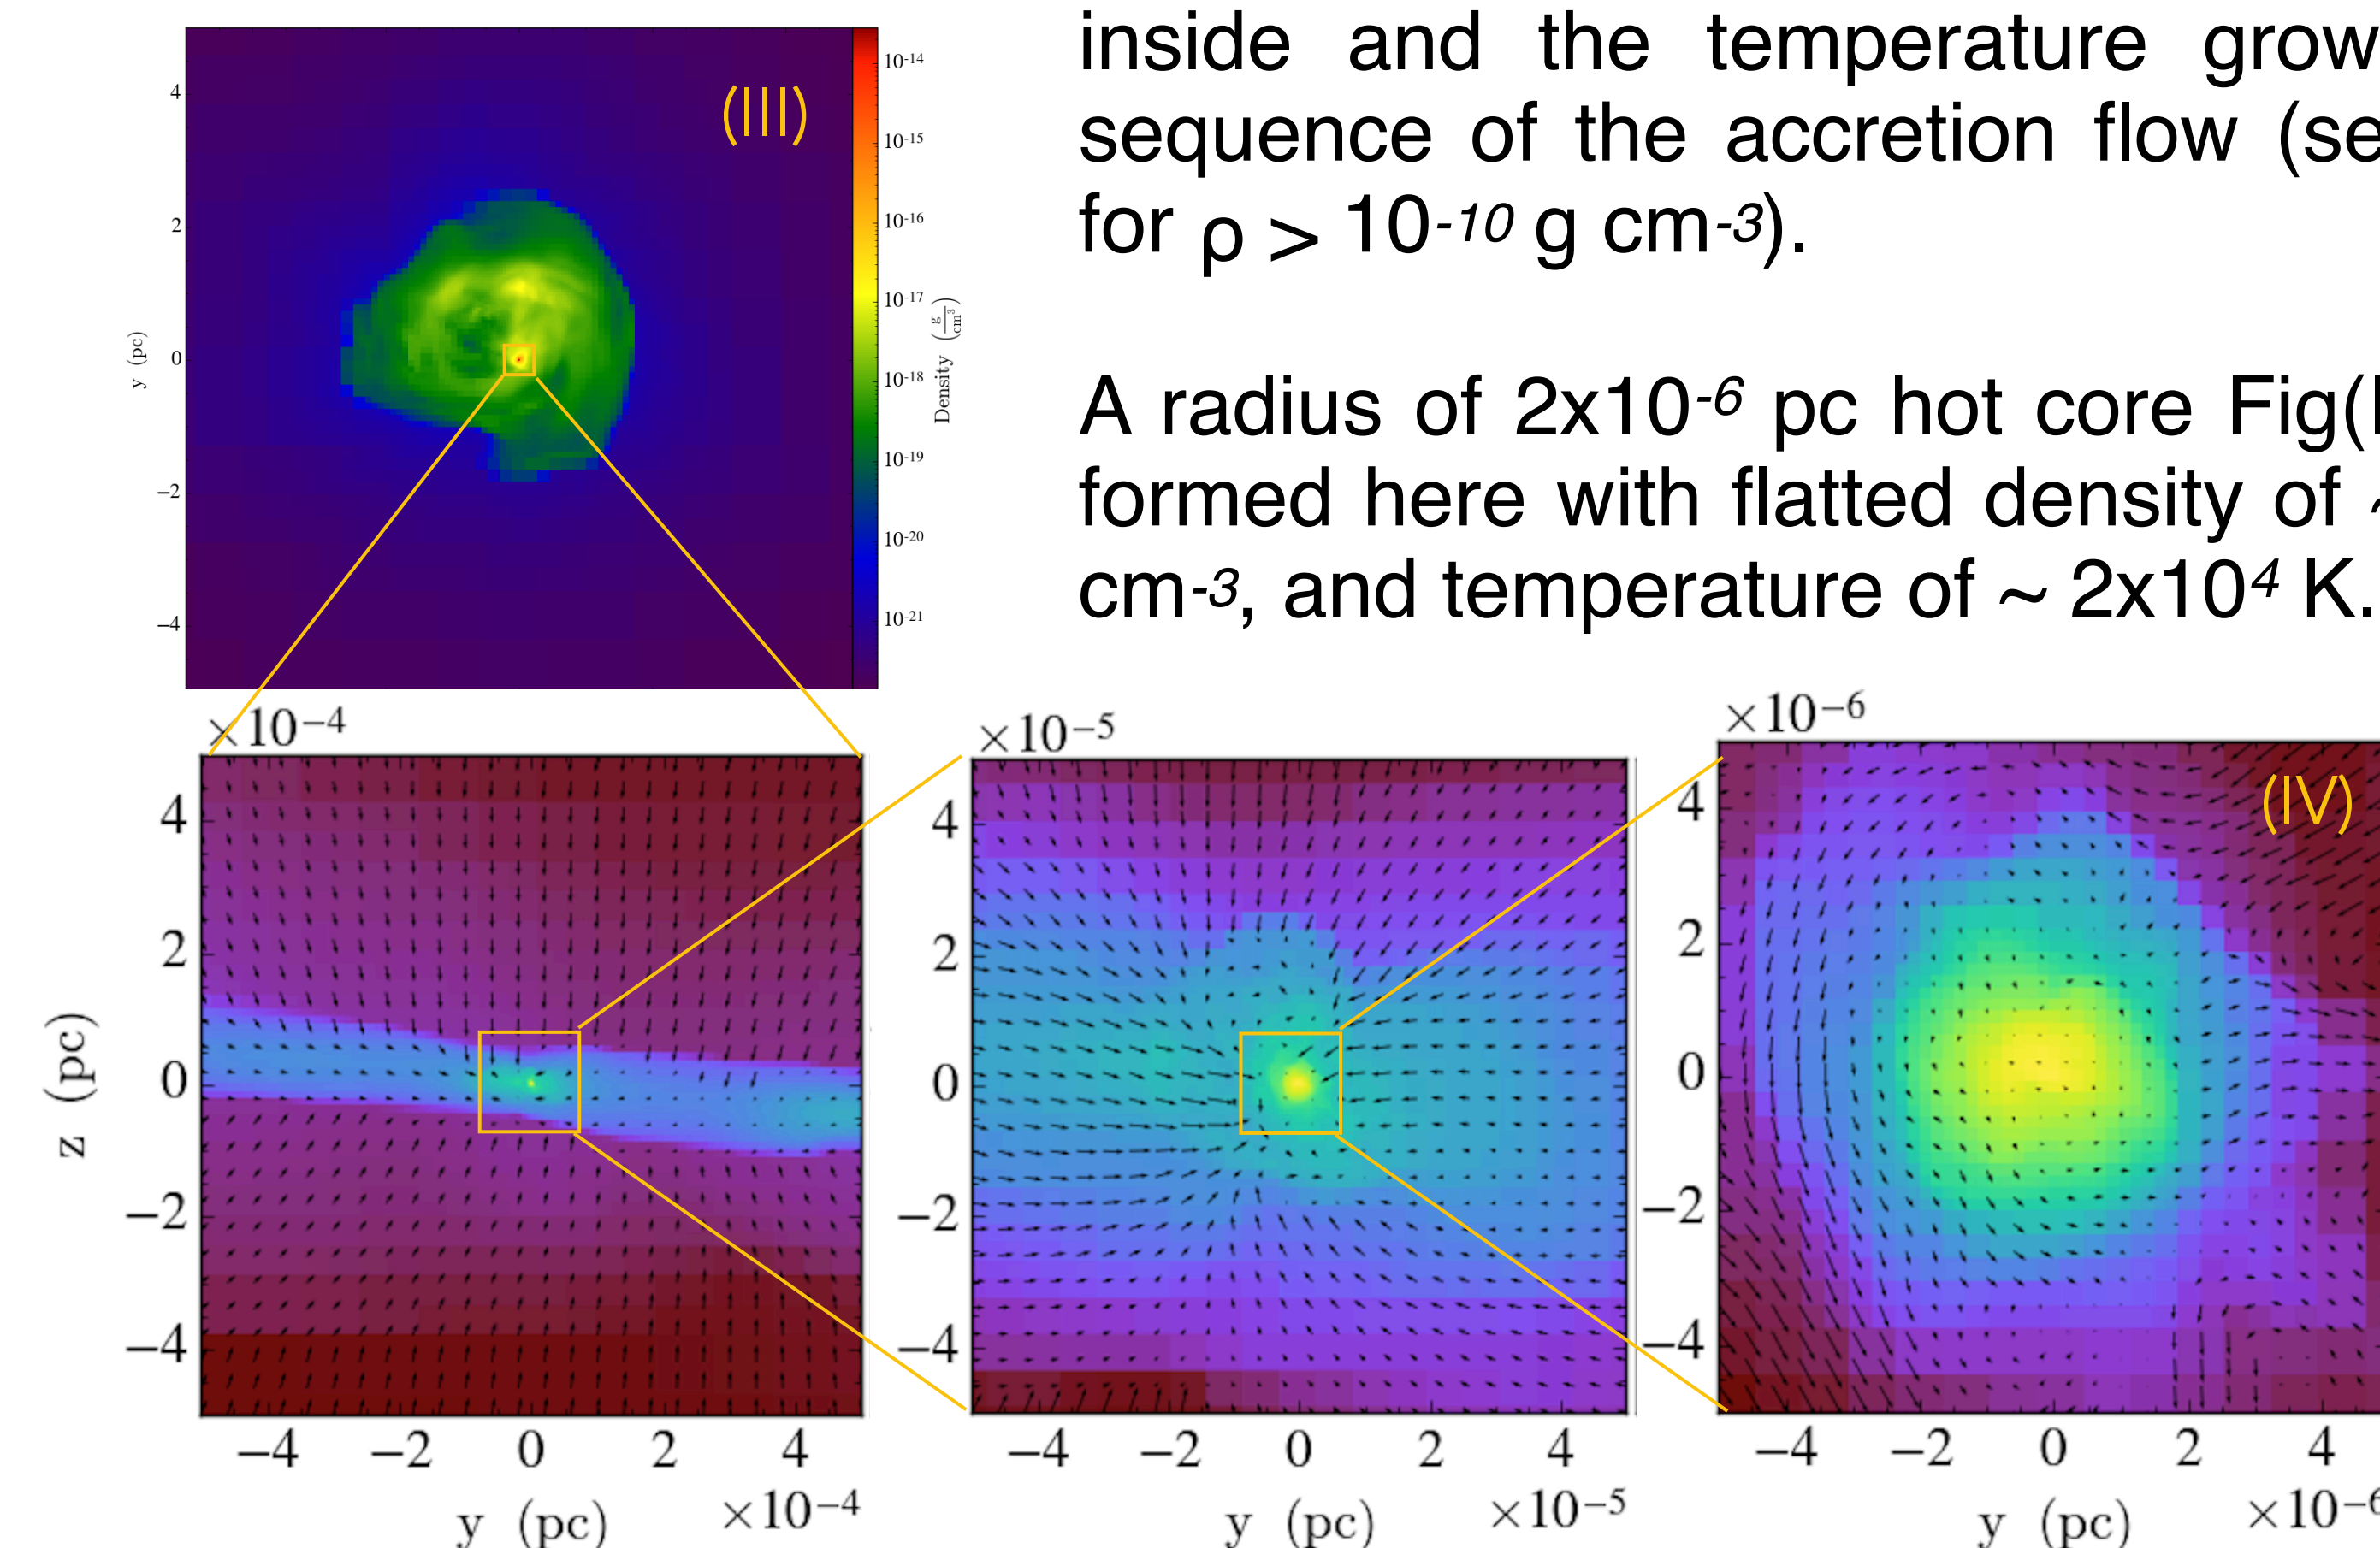 inside and the temperature grow
sequence of the accretion flow (se
for ρ > 10-10 g cm-3).
A radius of 2x10-6 pc hot core Fig(
formed here with flatted density of ~
cm-3, and temperature of ~ 2x104 K.
(III)
4
2
0
−2
−4
y (pc)
10-14
10-15
10-16
10-17
10-18
10-19
10-20
10-21
Density (g/cm3)
×10−4
4
2
0
−2
−4
z (pc)
−4 −2 0 2 4
y (pc) ×10−4
×10−5
4
2
0
−2
−4
−4 −2 0 2 4
y (pc) ×10−5
×10−6
(IV)
4
2
0
−2
−4
−4 −2 0 2 4
y (pc) ×10−6